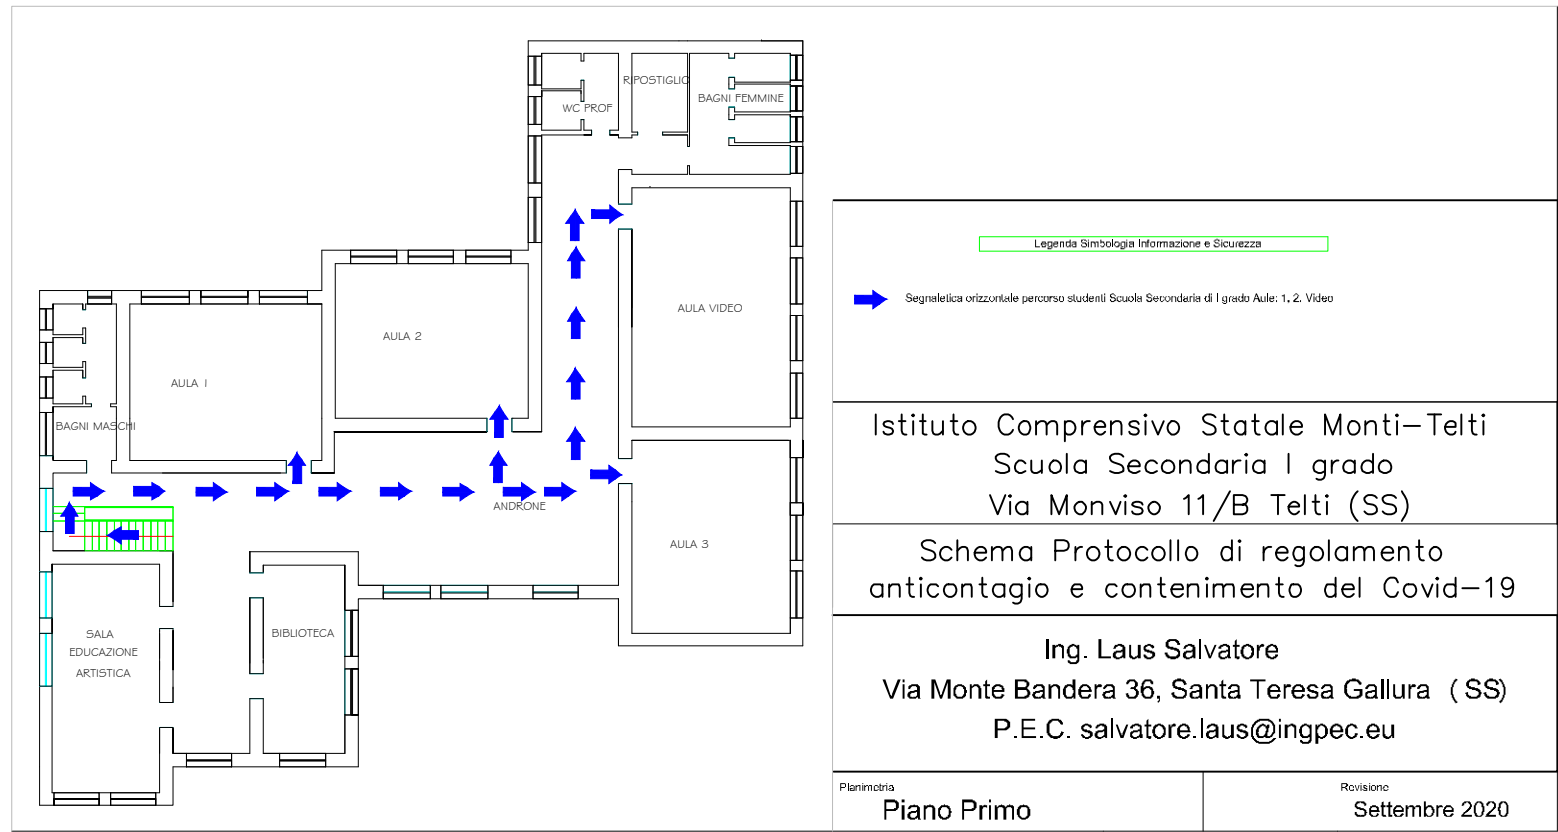 RIPOSTIGLIO
WC PROF
BAGNI FEMMINE
AULA VIDEO
AULA 2
AULA 1
BAGNI MASCHI
ANDRONE
AULA 3
SALA
EDUCAZIONE
ARTISTICA
BIBLIOTECA
Legenda Simbologia Informazione e Sicurezza
Segnaletica orizzontale percorso studenti Scuola Secondaria di I grado Aule: 1, 2. Video
Istituto Comprensivo Statale Monti-Telti
Scuola Secondaria I grado
Via Monviso 11/B Telti (SS)
Schema Protocollo di regolamento
anticontagio e contenimento del Covid-19
Ing. Laus Salvatore
Via Monte Bandera 36, Santa Teresa Gallura ( SS)
P.E.C. salvatore.laus@ingpec.eu
Planimetria
Piano Primo
Revisione
Settembre 2020